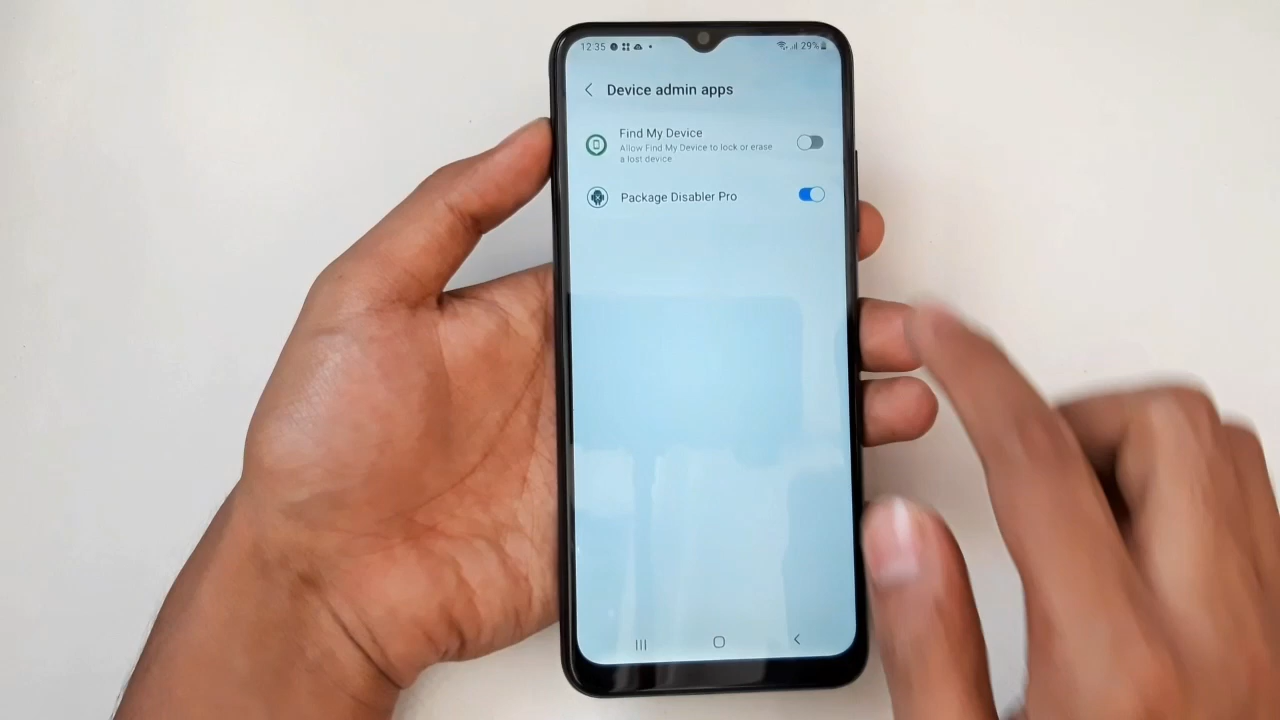 12:35
29%
Device admin apps
Find My Device
Allow Find My Device to lock or erase
a lost device
Package Disabler Pro